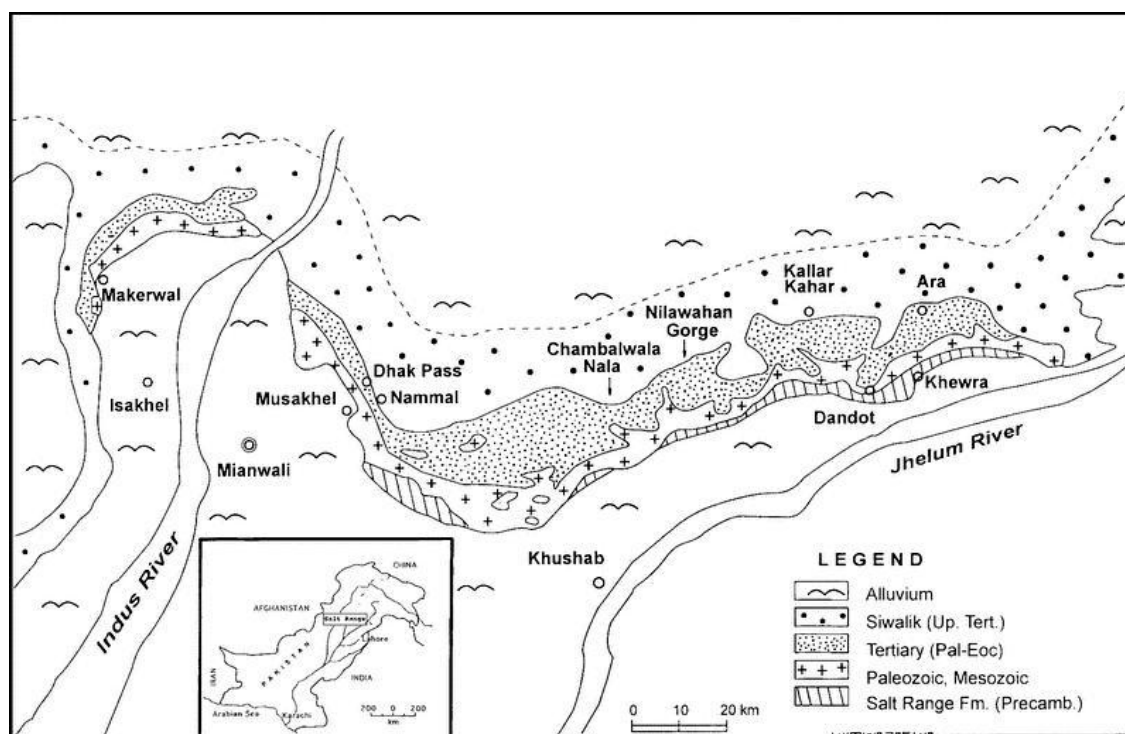 Makerwal
Isakhel
Indus River
Musakhel
Mianwali
Dhak Pass
Nammal
Chambalwala
Nala
Nilawahan
Gorge
Kallar
Kahar
Ara
Khewra
Dandot
Jhelum River
Khushab
CHINA
AFGHANISTAN
Salt Range
Lahore
PAKISTAN
INDIA
IRAN
Arabian Sea
Karachi
200 0 200
km
0 10 20 km
LEGEND
Alluvium
Siwalik (Up. Tert.)
Tertiary (Pal-Eoc)
Paleozoic, Mesozoic
Salt Range Fm. (Precamb.)